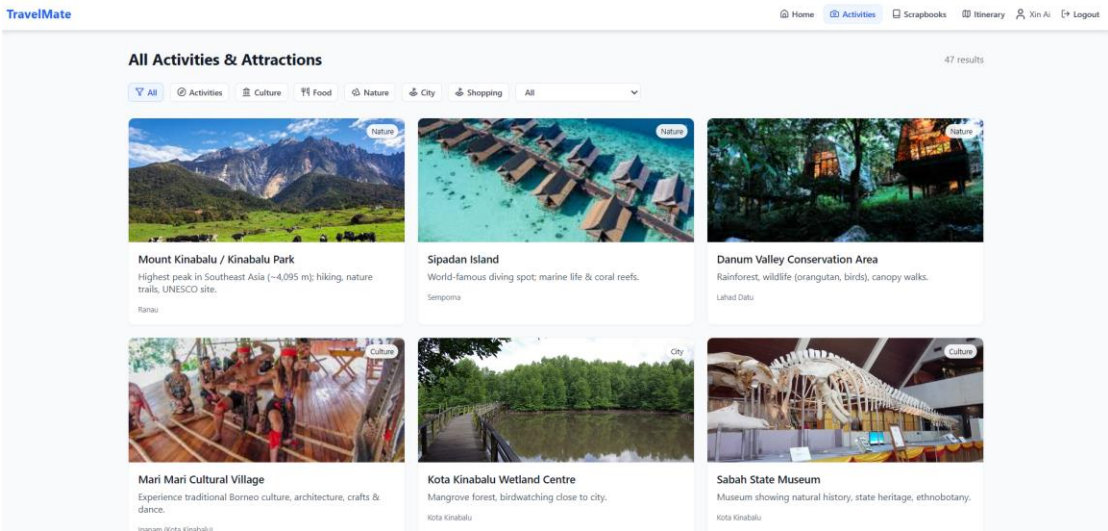 TravelMate
Home Activities Scrapbooks Itinerary Xin Ai Logout
All Activities & Attractions
47 results
All Activities Culture Food Nature City Shopping All
Nature
Nature
Nature
Mount Kinabalu / Kinabalu Park
Highest peak in Southeast Asia (~4,095 m); hiking, nature
trails, UNESCO site.
Ranau
Sipadan Island
World-famous diving spot; marine life & coral reefs.
Semporna
Danum Valley Conservation Area
Rainforest, wildlife (orangutan, birds), canopy walks.
Lahad Datu
Culture
City
Culture
Mari Mari Cultural Village
Experience traditional Borneo culture, architecture, crafts &
dance.
Inanam (Kota Kinabalu)
Kota Kinabalu Wetland Centre
Mangrove forest, birdwatching close to city.
Kota Kinabalu
Sabah State Museum
Museum showing natural history, state heritage, ethnobotany.
Kota Kinabalu